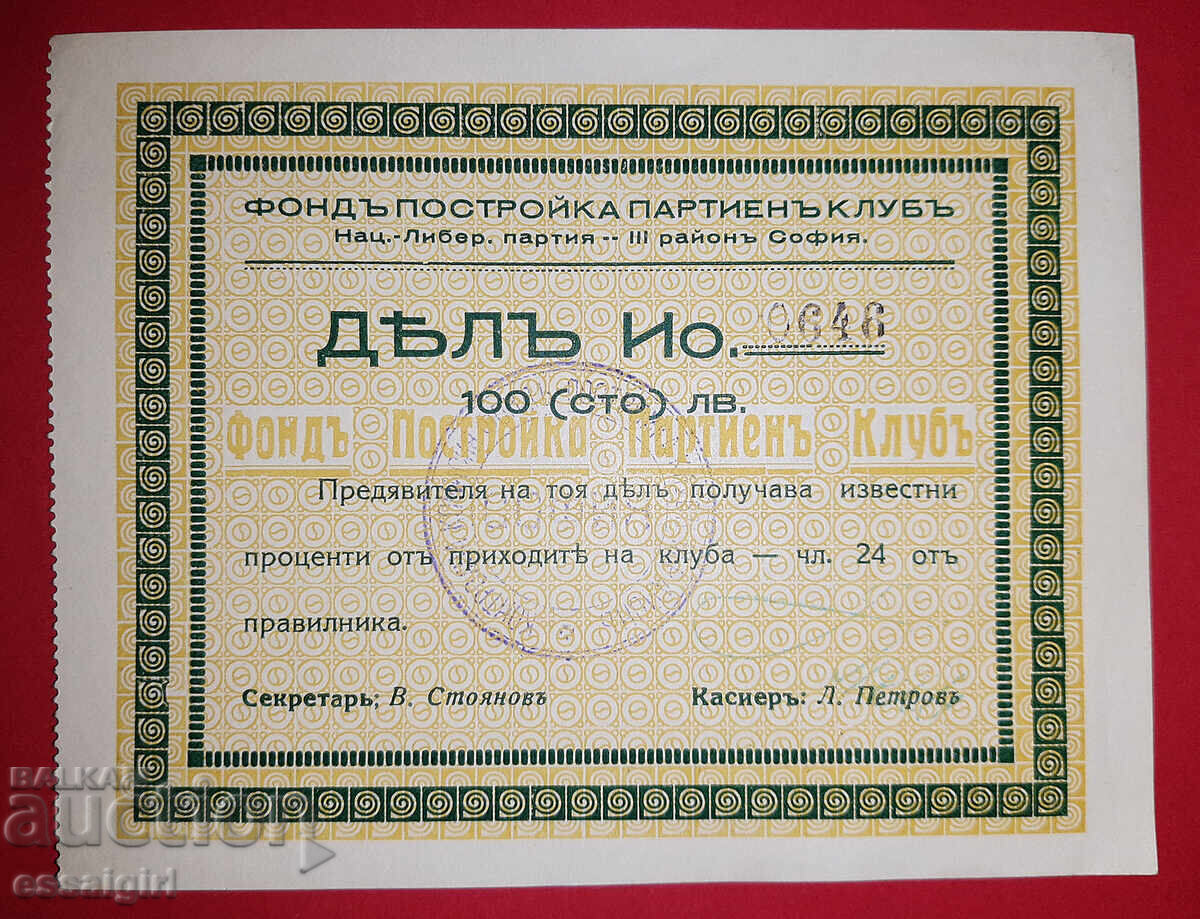 ФОНДЪ ПОСТРОЙКА ПАРТИЕНЪ КЛУБЪ
Нац.-Либер. партия -- III районъ София.
ДѢЛЪ Но. 0646
100 (СТО) ЛВ.
Фондъ Постройка Партиенъ Клубъ
Предявителя на тоя дѣлъ получава известни
проценти отъ приходитѣ на клуба — чл. 24 отъ
правилника.
Секретарь; В. Стояновъ Касиеръ: Л. Петровъ
BALKAN
auction
essaigirl